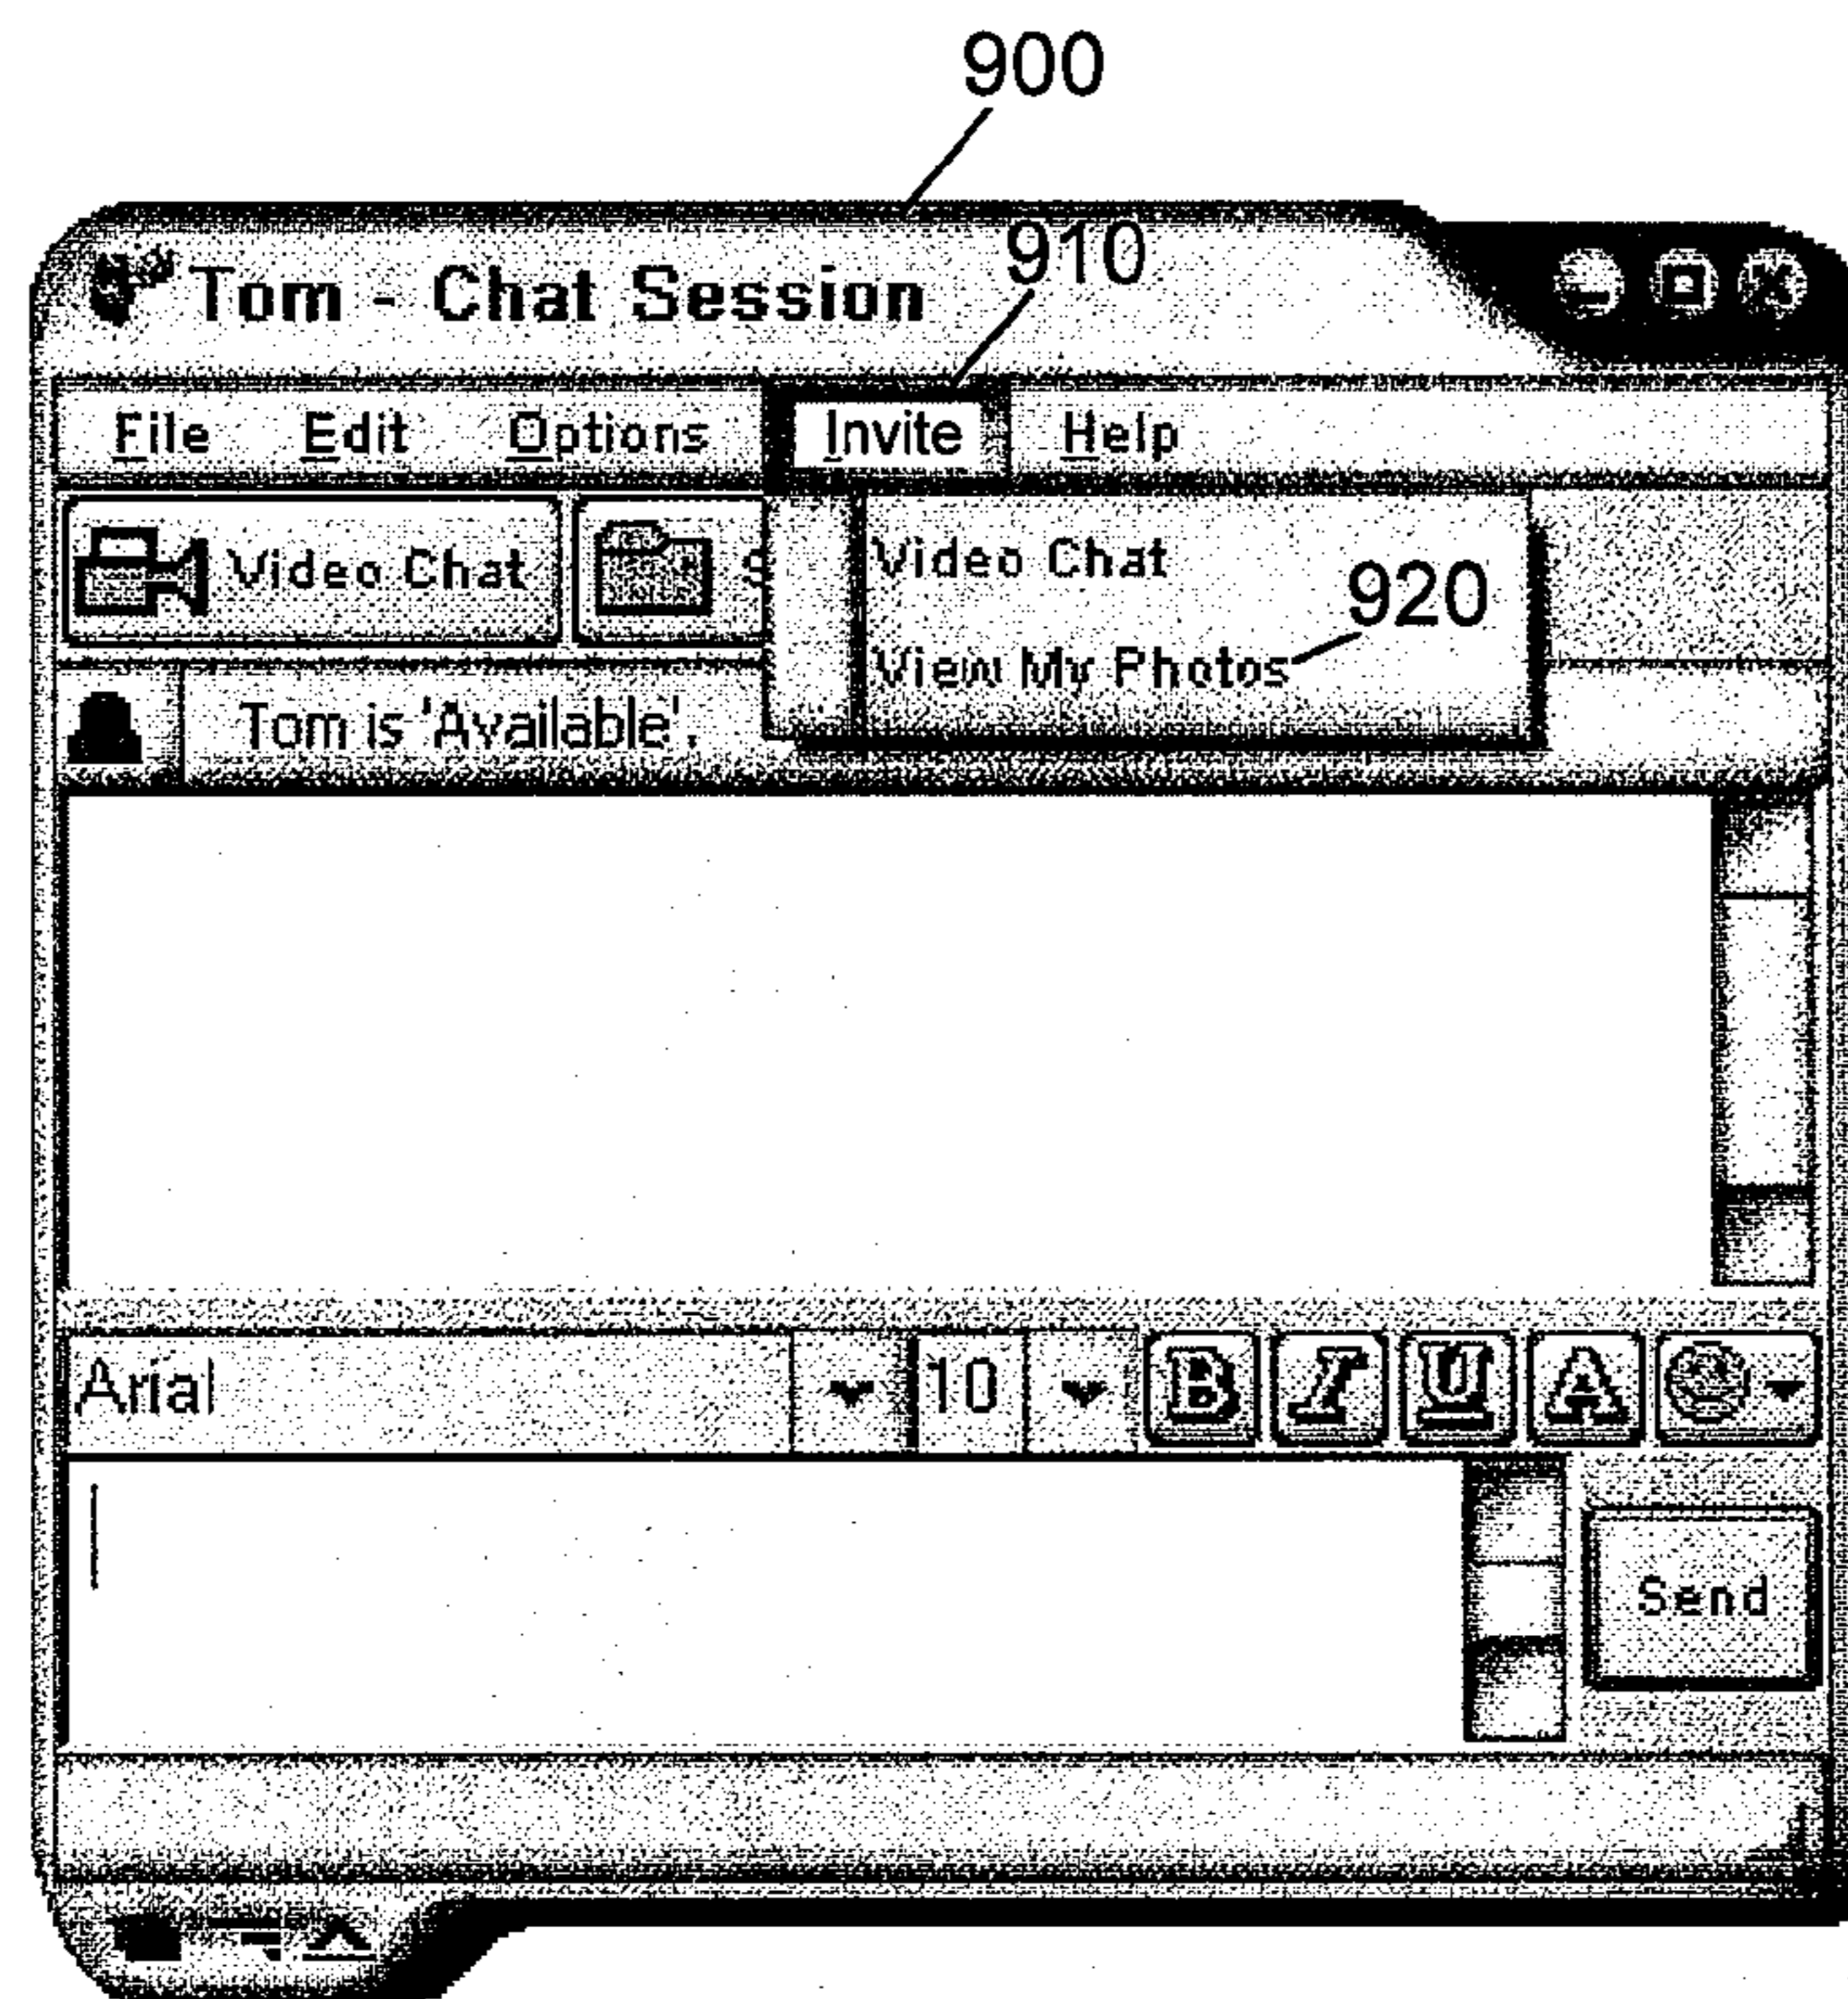 900
910
Tom - Chat Session
File Edit Options Invite Help
Video Chat S Video Chat
920
View My Photos
Tom is 'Available'.
Arial 10 B I U A
Send